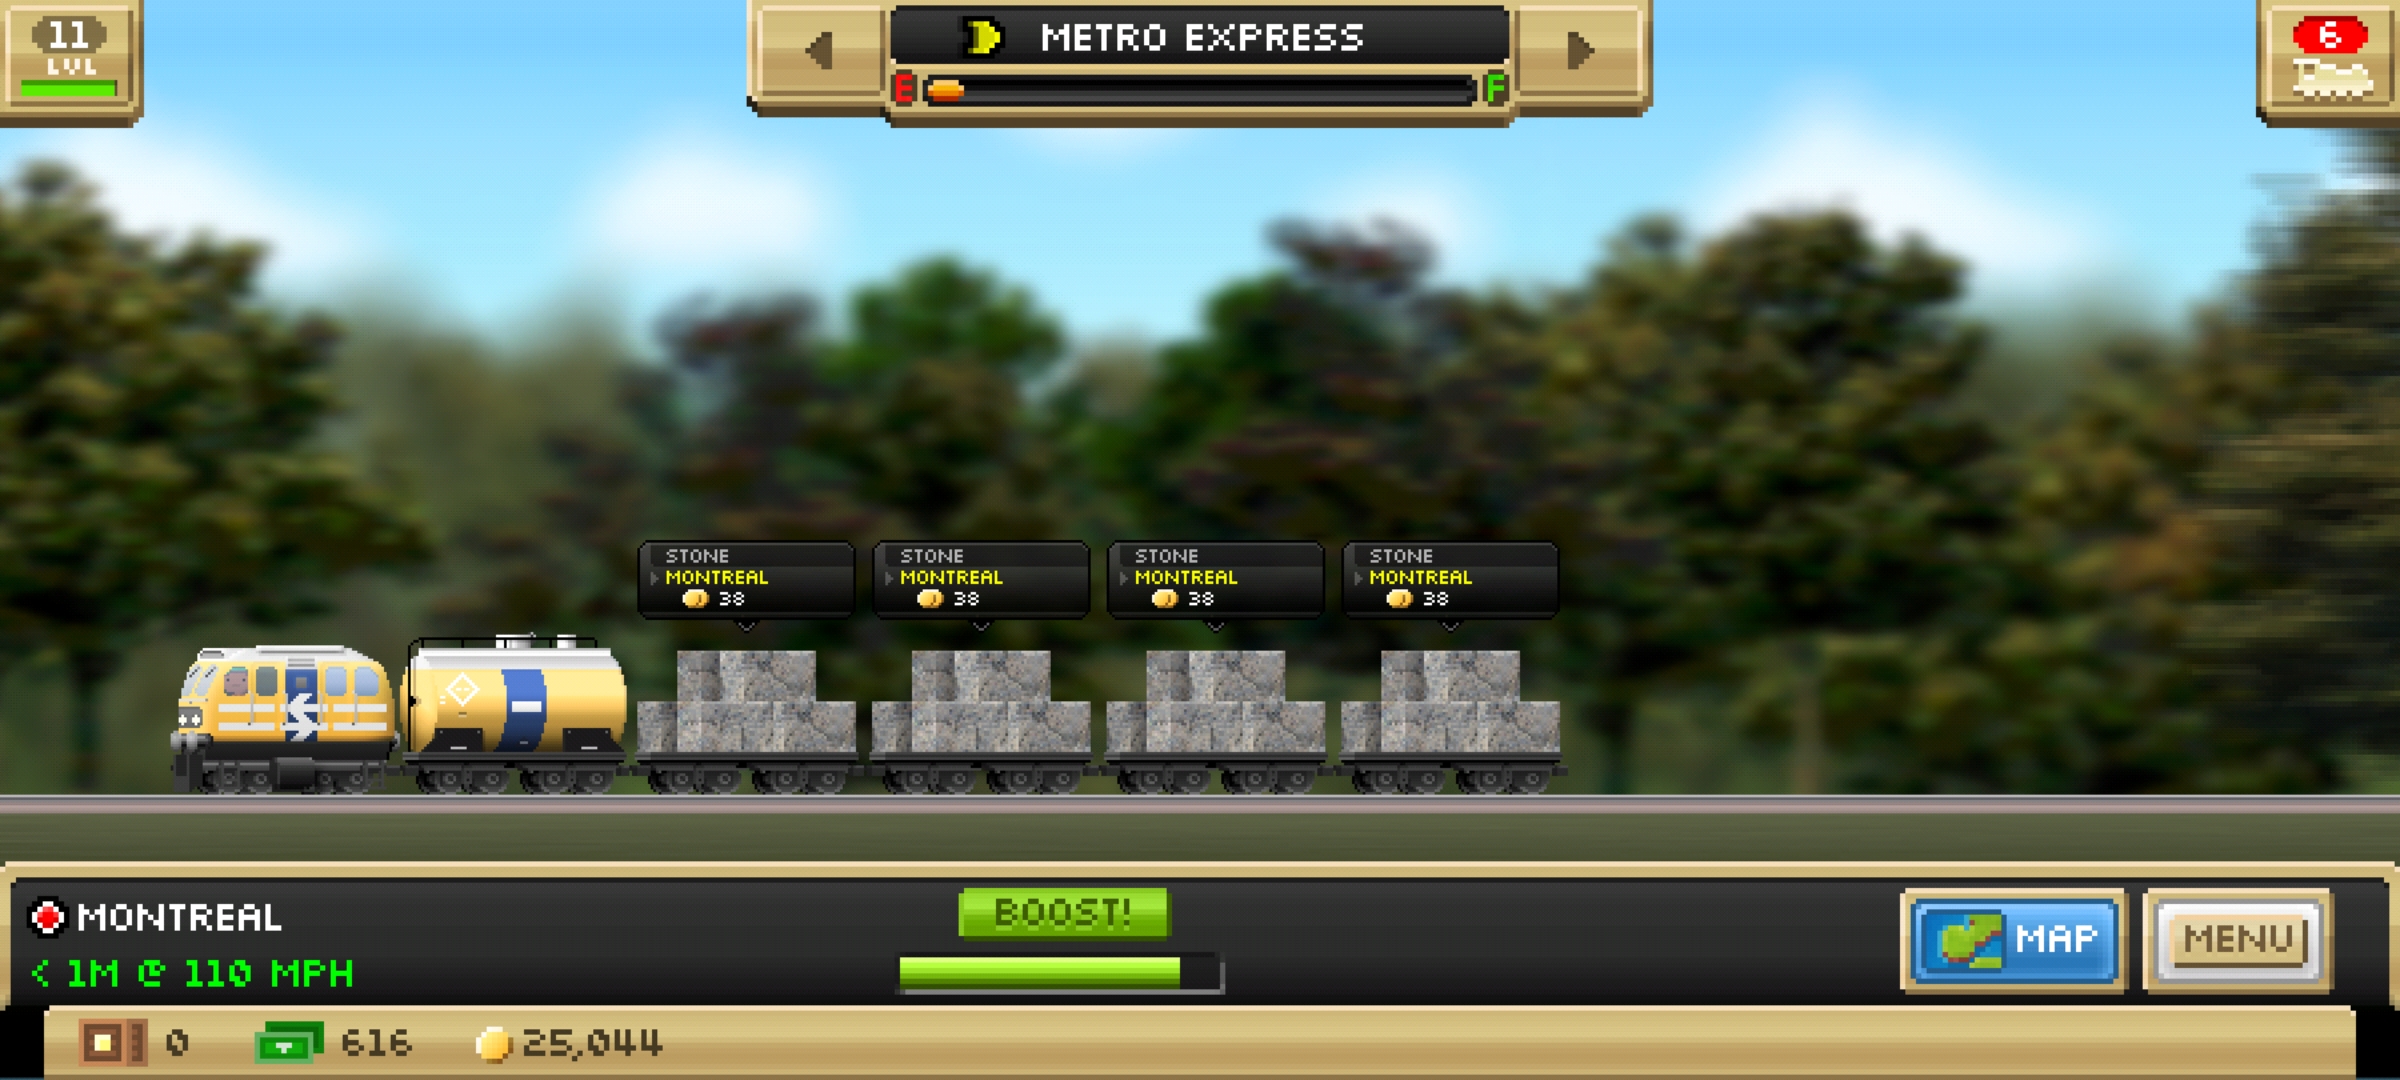 11
LVL
METRO EXPRESS
E F
6
STONE
MONTREAL
38
STONE
MONTREAL
38
STONE
MONTREAL
38
STONE
MONTREAL
38
MONTREAL
< 1M @ 110 MPH
BOOST!
MAP
MENU
0 616 25,044